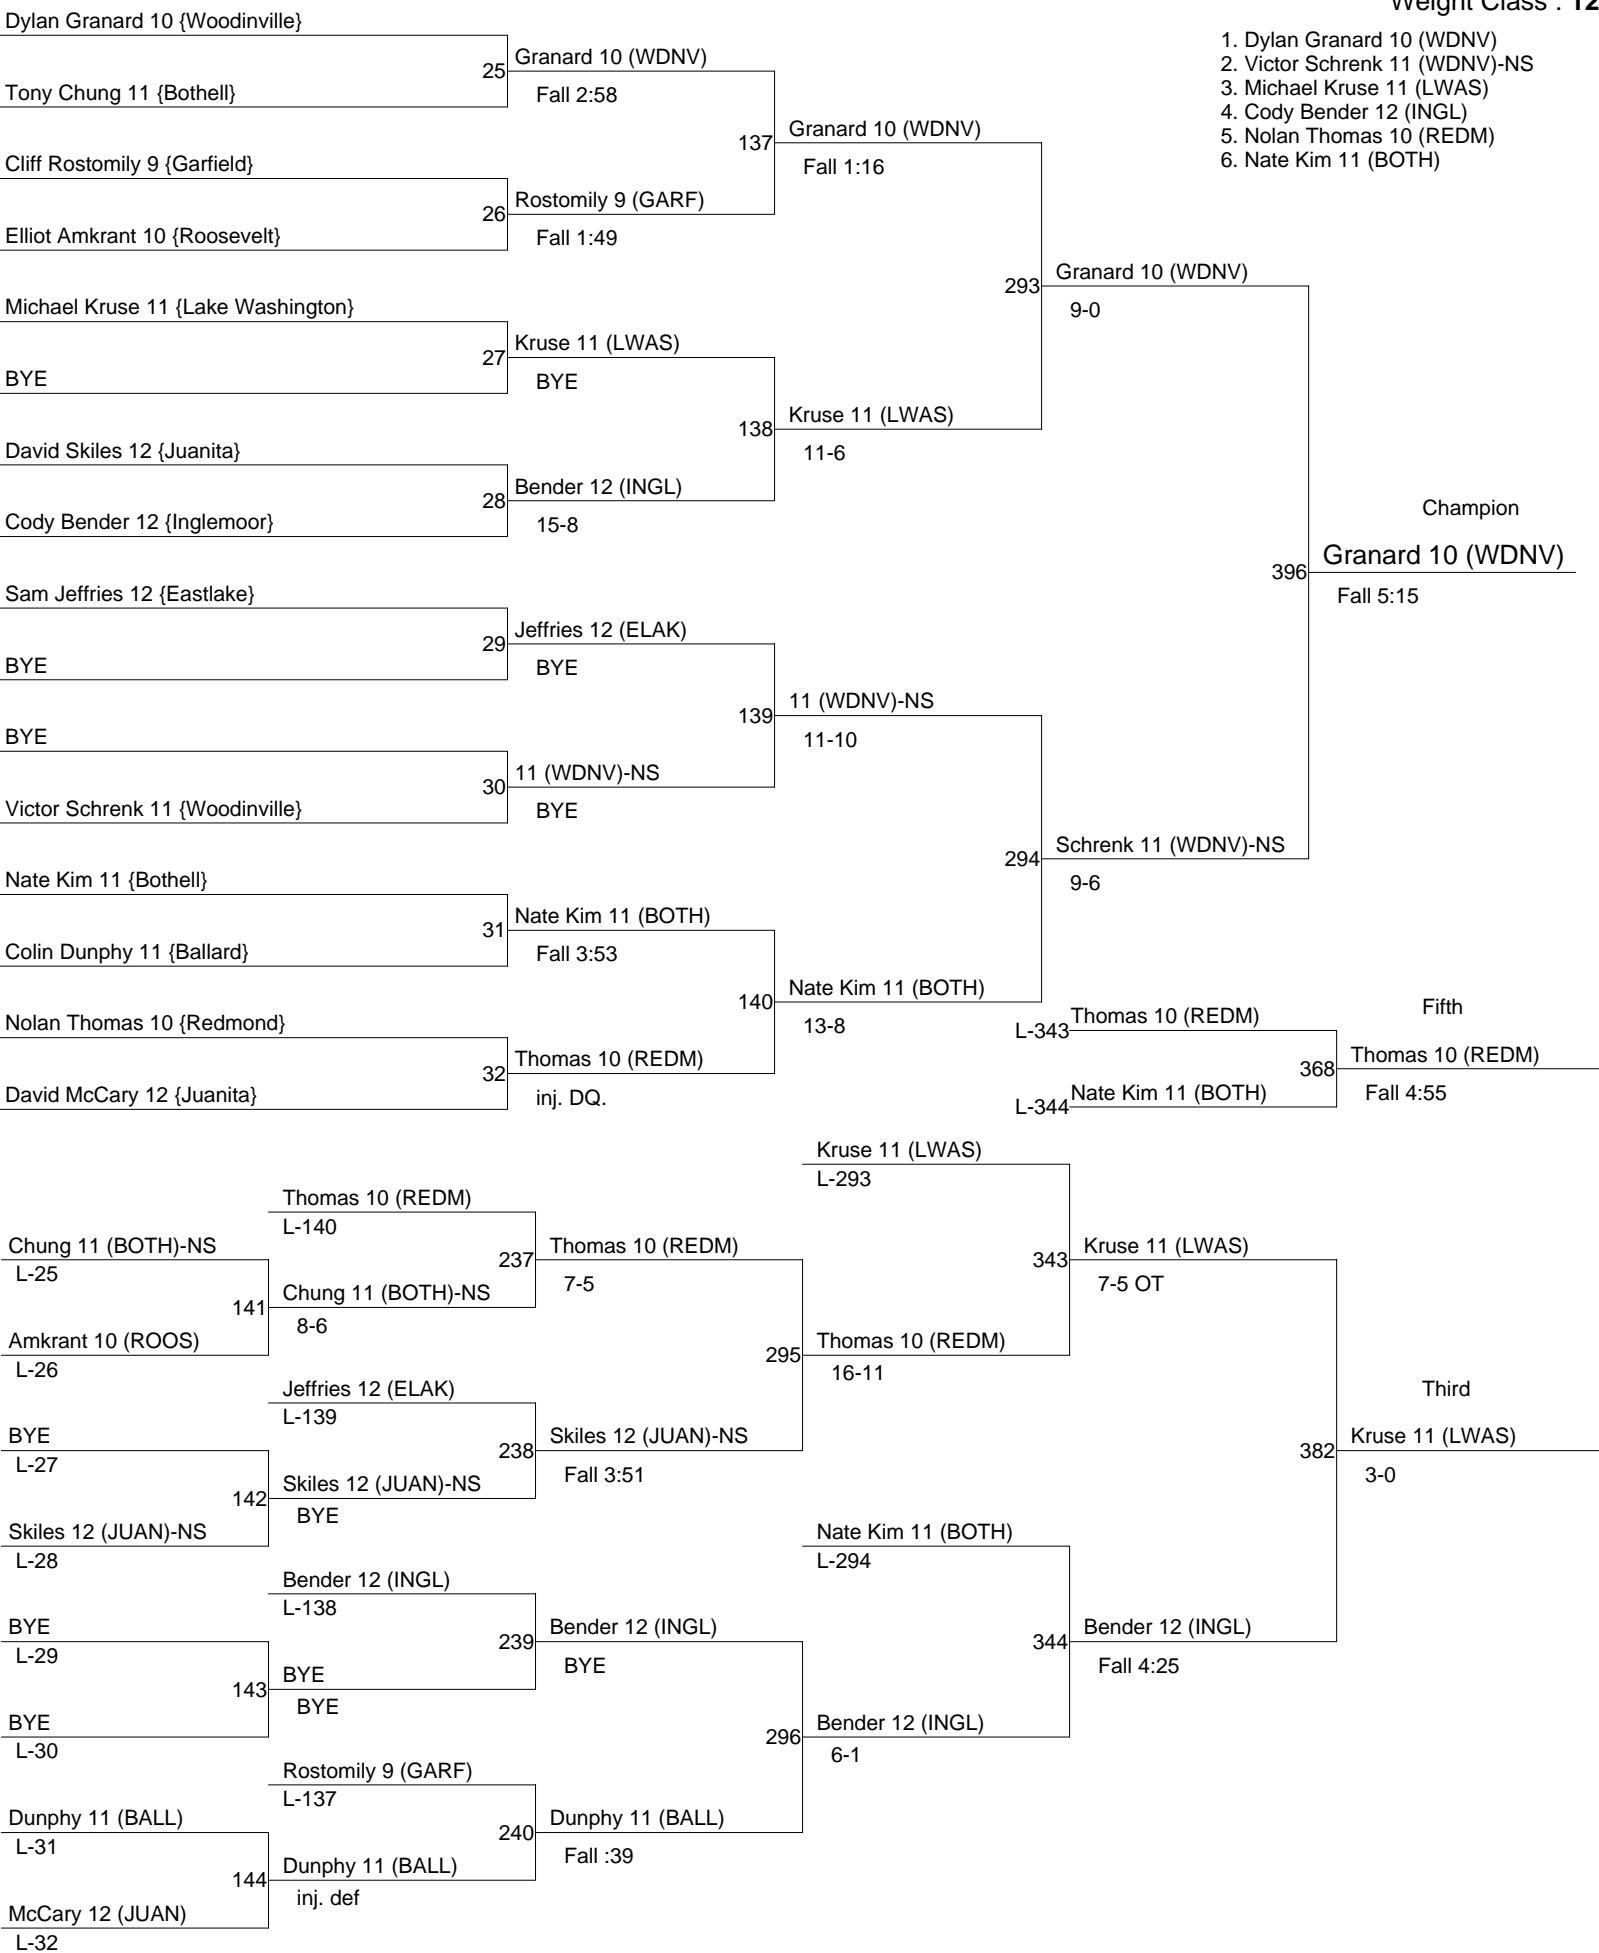 Weight Class : 12
1. Dylan Granard 10 (WDNV)
2. Victor Schrenk 11 (WDNV)-NS
3. Michael Kruse 11 (LWAS)
4. Cody Bender 12 (INGL)
5. Nolan Thomas 10 (REDM)
6. Nate Kim 11 (BOTH)
Dylan Granard 10 {Woodinville}
Tony Chung 11 {Bothell}
Cliff Rostomily 9 {Garfield}
Elliot Amkrant 10 {Roosevelt}
Michael Kruse 11 {Lake Washington}
BYE
David Skiles 12 {Juanita}
Cody Bender 12 {Inglemoor}
Sam Jeffries 12 {Eastlake}
BYE
BYE
Victor Schrenk 11 {Woodinville}
Nate Kim 11 {Bothell}
Colin Dunphy 11 {Ballard}
Nolan Thomas 10 {Redmond}
David McCary 12 {Juanita}
25 Granard 10 (WDNV)
Fall 2:58
26 Rostomily 9 (GARF)
Fall 1:49
27 Kruse 11 (LWAS)
BYE
28 Bender 12 (INGL)
15-8
29 Jeffries 12 (ELAK)
BYE
30 11 (WDNV)-NS
BYE
31 Nate Kim 11 (BOTH)
Fall 3:53
32 Thomas 10 (REDM)
inj. DQ.
137 Granard 10 (WDNV)
Fall 1:16
138 Kruse 11 (LWAS)
11-6
139 11 (WDNV)-NS
11-10
140 Nate Kim 11 (BOTH)
13-8
293 Granard 10 (WDNV)
9-0
294 Schrenk 11 (WDNV)-NS
9-6
Champion
396 Granard 10 (WDNV)
Fall 5:15
L-343 Thomas 10 (REDM)
L-344 Nate Kim 11 (BOTH)
Fifth
368 Thomas 10 (REDM)
Fall 4:55
Chung 11 (BOTH)-NS
L-25
Amkrant 10 (ROOS)
L-26
BYE
L-27
Skiles 12 (JUAN)-NS
L-28
BYE
L-29
BYE
L-30
Dunphy 11 (BALL)
L-31
McCary 12 (JUAN)
L-32
Thomas 10 (REDM)
L-140
141 Chung 11 (BOTH)-NS
8-6
Jeffries 12 (ELAK)
L-139
142 Skiles 12 (JUAN)-NS
BYE
Bender 12 (INGL)
L-138
143 BYE
BYE
Rostomily 9 (GARF)
L-137
144 Dunphy 11 (BALL)
inj. def
237 Thomas 10 (REDM)
7-5
238 Skiles 12 (JUAN)-NS
Fall 3:51
239 Bender 12 (INGL)
BYE
240 Dunphy 11 (BALL)
Fall :39
Kruse 11 (LWAS)
L-293
295 Thomas 10 (REDM)
16-11
Nate Kim 11 (BOTH)
L-294
296 Bender 12 (INGL)
6-1
343 Kruse 11 (LWAS)
7-5 OT
344 Bender 12 (INGL)
Fall 4:25
Third
382 Kruse 11 (LWAS)
3-0